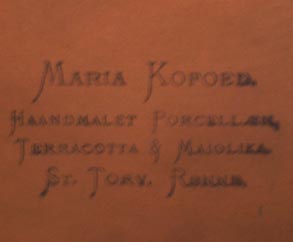 Maria Kofoed.
Haandmalet Porcellæn,
Terracotta & Maiolika.
St. Torv. Rønne.